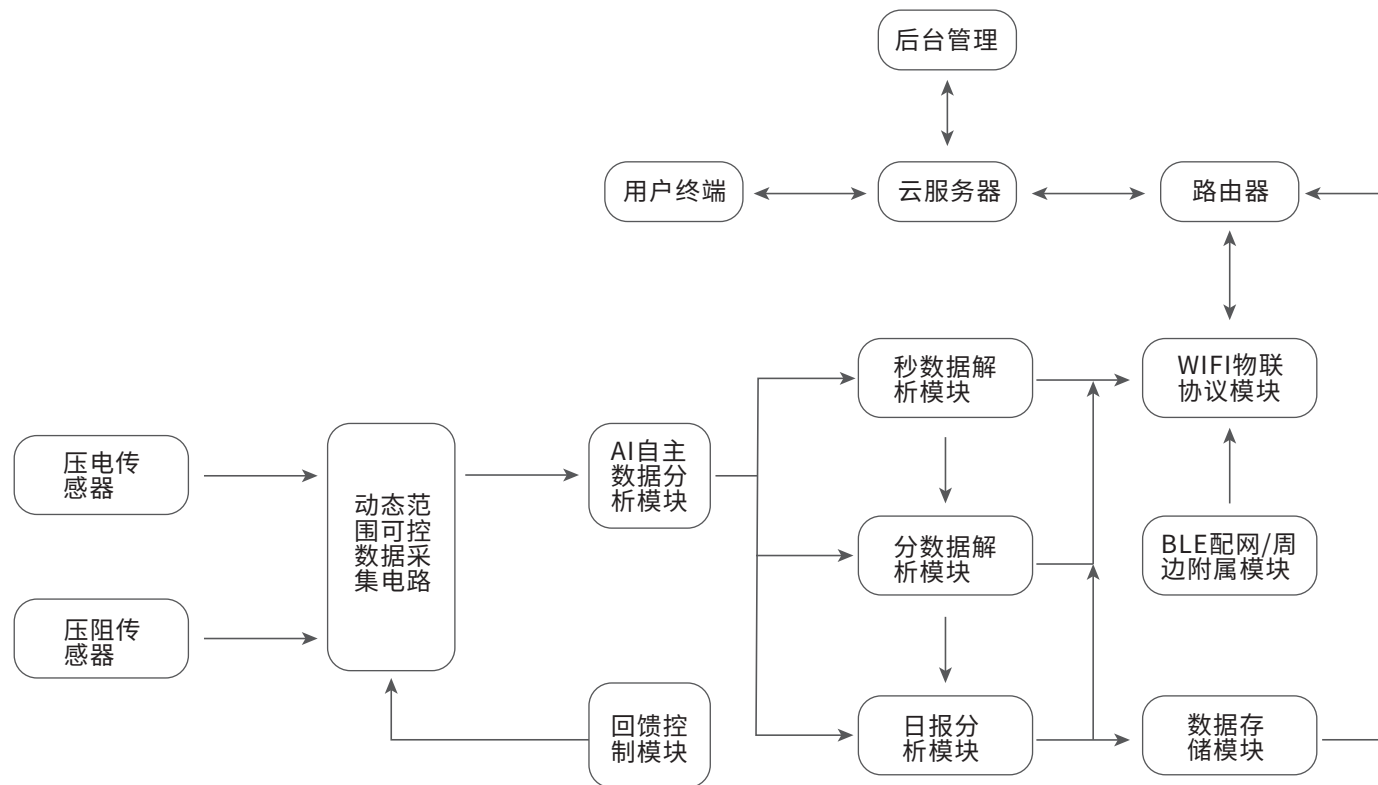 后台管理
用户终端
云服务器
路由器
秒数据解
析模块
WIFI物联
协议模块
压电传
感器
动态范
围可控
数据采
集电路
AI自主
数据分
析模块
分数据解
析模块
BLE配网/周
边附属模块
压阻传
感器
回馈控
制模块
日报分
析模块
数据存
储模块